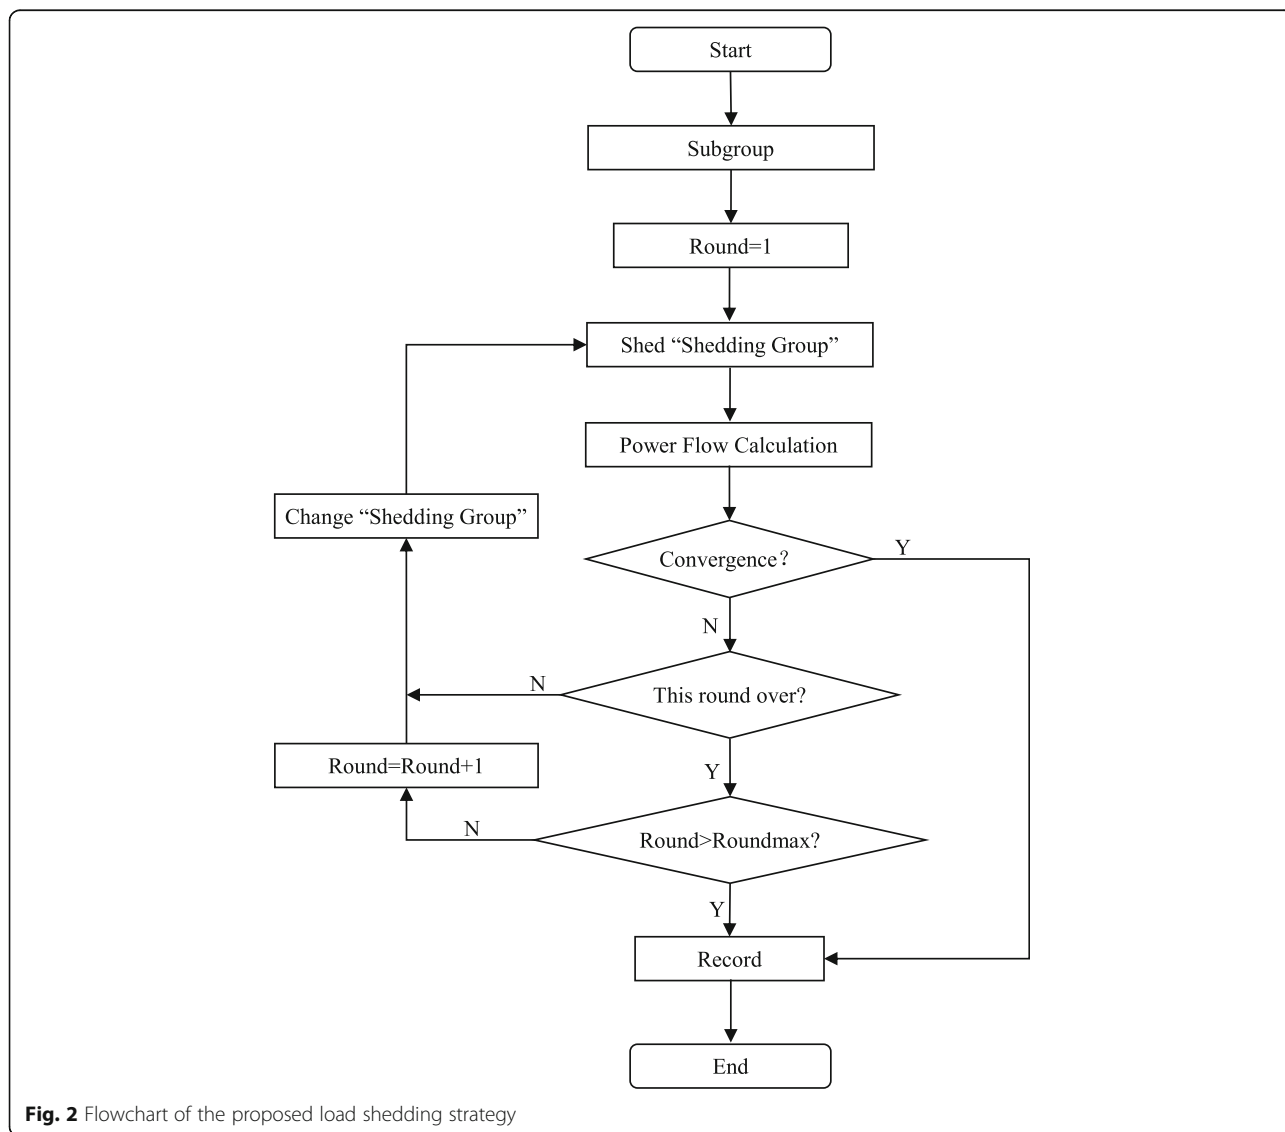 Start
Subgroup
Round=1
Shed “Shedding Group”
Power Flow Calculation
Change “Shedding Group”
Convergence?
Y
N
This round over?
N
Round=Round+1
Y
Round>Roundmax?
N
Y
Record
End
Fig. 2 Flowchart of the proposed load shedding strategy